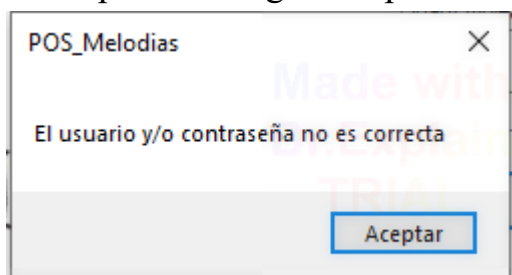 POS_Melodias
Made with
El usuario y/o contraseña no es correcta
Dr.Explain
TRIAL
Aceptar